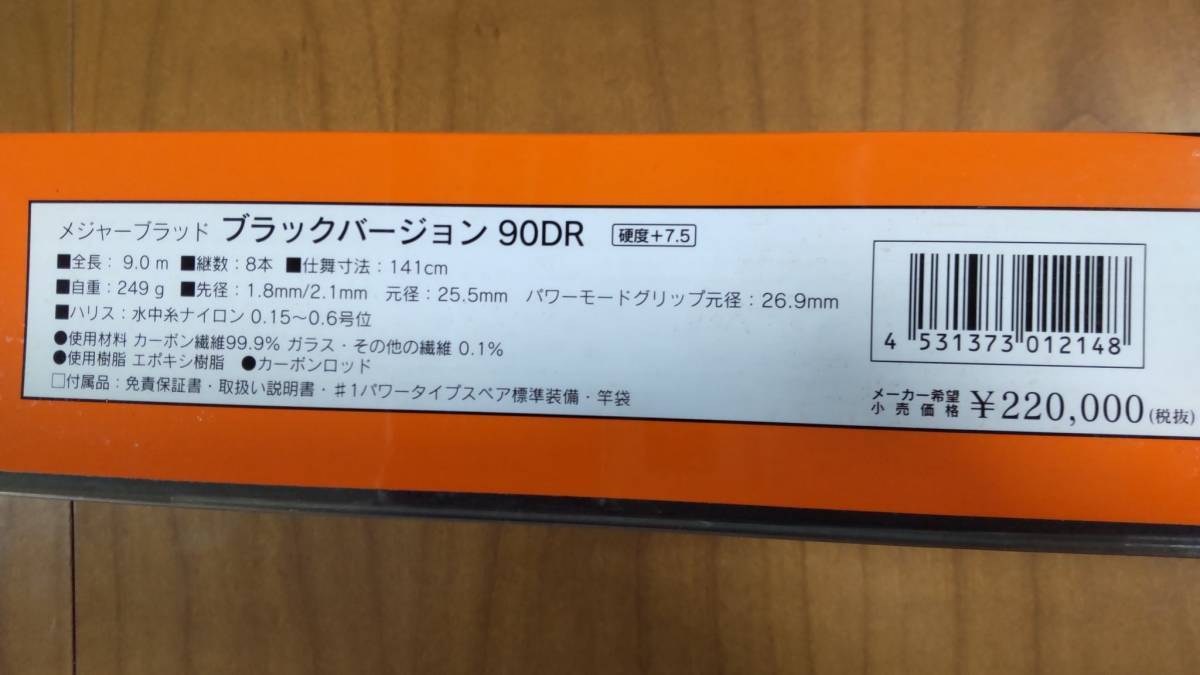 メジャーブラッド ブラックバージョン 90DR 硬度+7.5
■全長：9.0m ■継数：8本 ■仕舞寸法：141cm
■自重：249g ■先径：1.8mm/2.1mm 元径：25.5mm パワーモードグリップ元径：26.9mm
■ハリス：水中糸ナイロン 0.15～0.6号位
●使用材料 カーボン繊維99.9% ガラス・その他の繊維 0.1%
●使用樹脂 エポキシ樹脂 ●カーボンロッド
□付属品：免責保証書・取扱い説明書・♯1パワータイプスペア標準装備・竿袋
4 531373 012148
メーカー希望小売価格 ￥220,000(税抜)